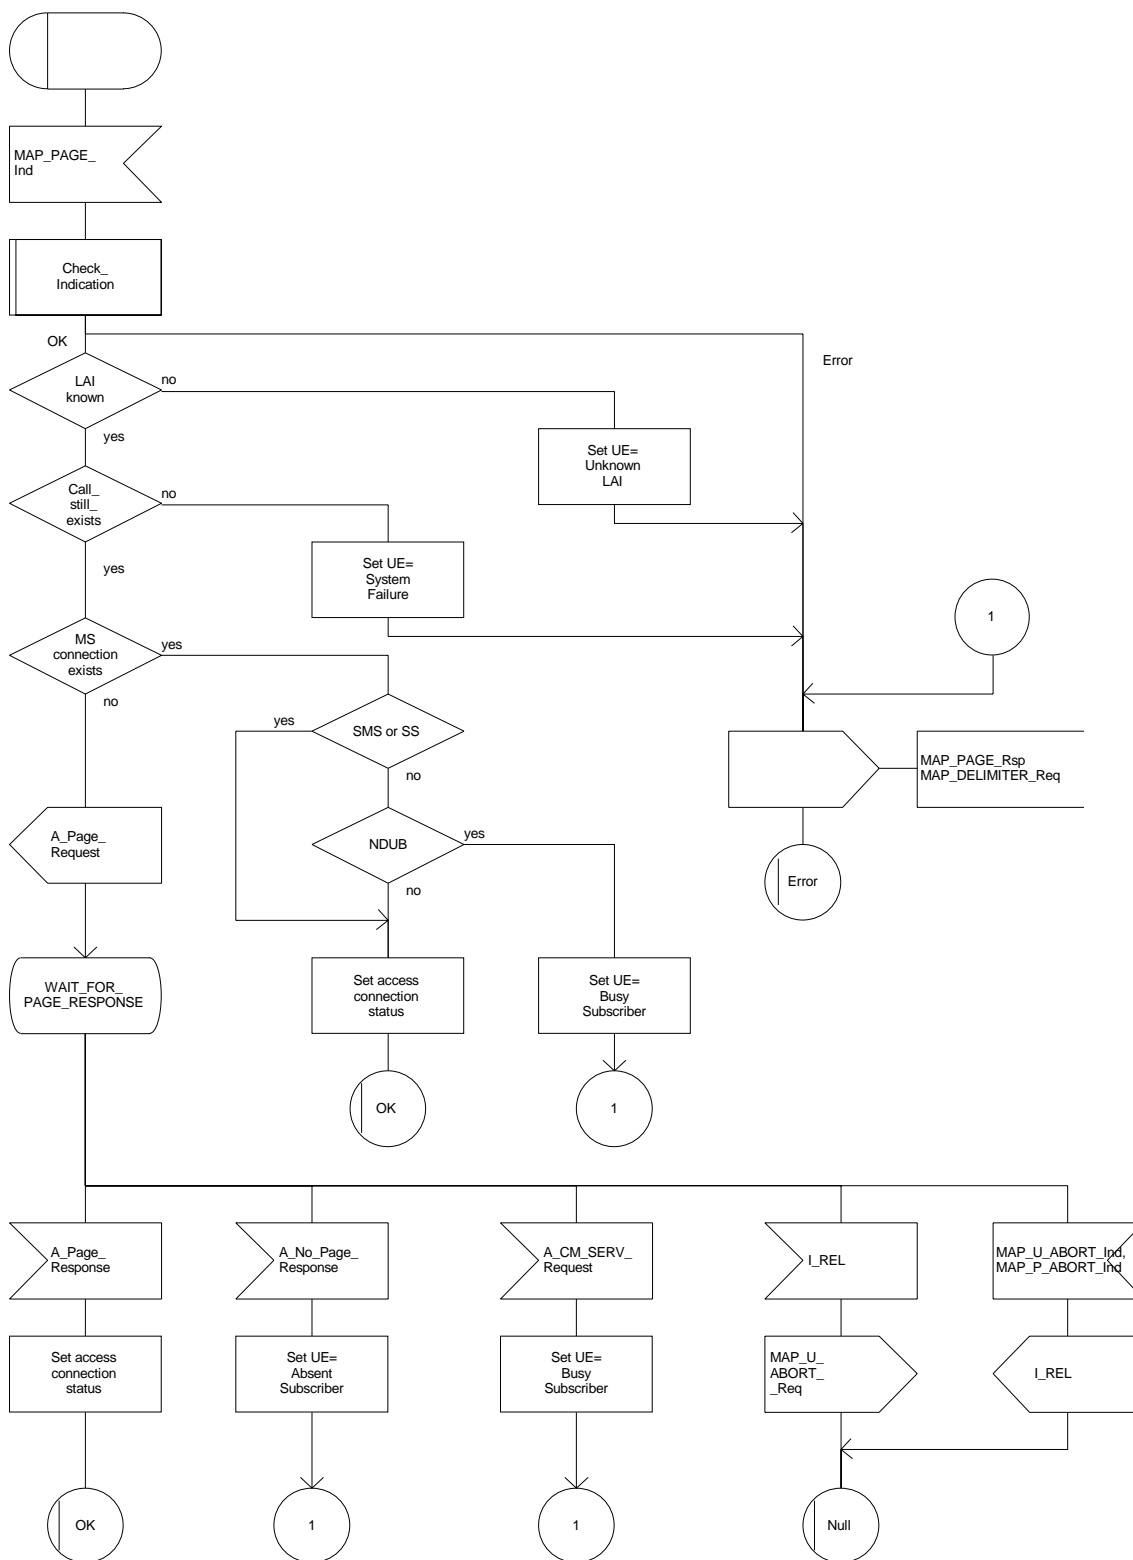 MAP_PAGE_
Ind
Check_
Indication
OK
Error
LAI
known
no
yes
Set UE=
Unknown
LAI
Call_
still_
exists
no
yes
Set UE=
System
Failure
1
MS
connection
exists
yes
no
SMS or SS
yes
no
MAP_PAGE_Rsp
MAP_DELIMITER_Req
A_Page_
Request
NDUB
yes
no
Error
WAIT_FOR_
PAGE_RESPONSE
Set access
connection
status
Set UE=
Busy
Subscriber
OK
1
A_Page_
Response
A_No_Page_
Response
A_CM_SERV_
Request
I_REL
MAP_U_ABORT_Ind,
MAP_P_ABORT_Ind
Set access
connection
status
Set UE=
Absent
Subscriber
Set UE=
Busy
Subscriber
MAP_U_
ABORT_
_Req
I_REL
OK
1
1
Null